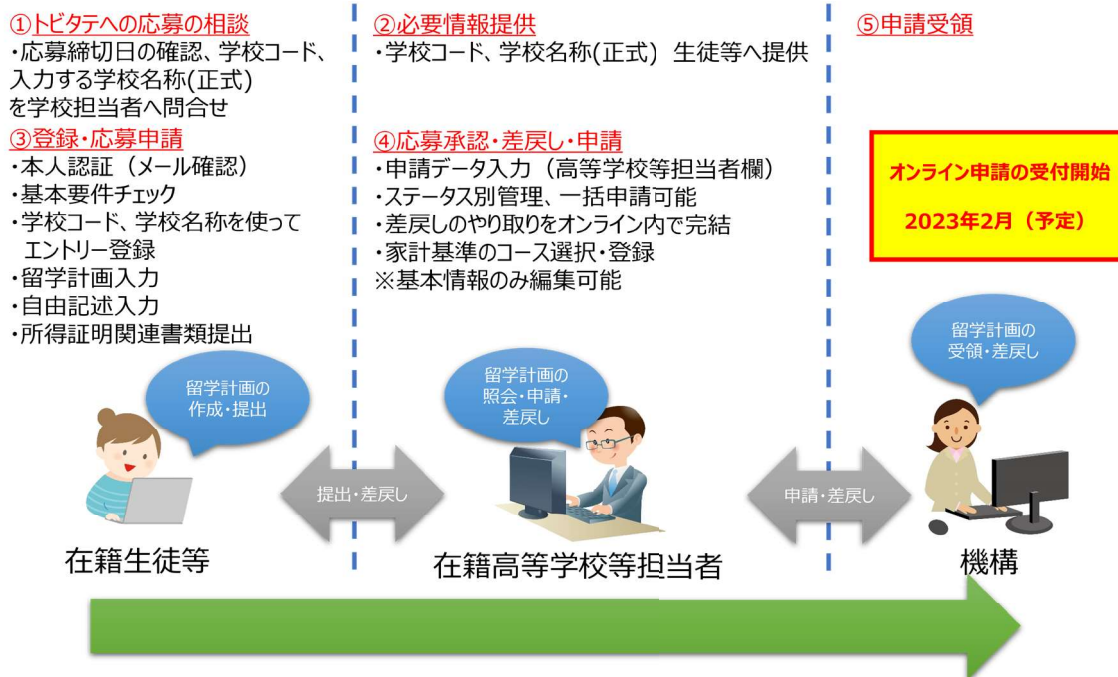 ①トビタテへの応募の相談
・応募締切日の確認、学校コード、
入力する学校名称(正式)
を学校担当者へ問合せ
②必要情報提供
・学校コード、学校名称(正式) 生徒等へ提供
⑤申請受領
③登録・応募申請
・本人認証（メール確認）
・基本要件チェック
・学校コード、学校名称を使って
エントリー登録
・留学計画入力
・自由記述入力
・所得証明関連書類提出
④応募承認・差戻し・申請
・申請データ入力（高等学校等担当者欄）
・ステータス別管理、一括申請可能
・差戻しのやり取りをオンライン内で完結
・家計基準のコース選択・登録
※基本情報のみ編集可能
オンライン申請の受付開始
2023年2月（予定）
留学計画の
作成・提出
留学計画の
照会・申請・
差戻し
留学計画の
受領・差戻し
提出・差戻し
申請・差戻し
在籍生徒等
在籍高等学校等担当者
機構